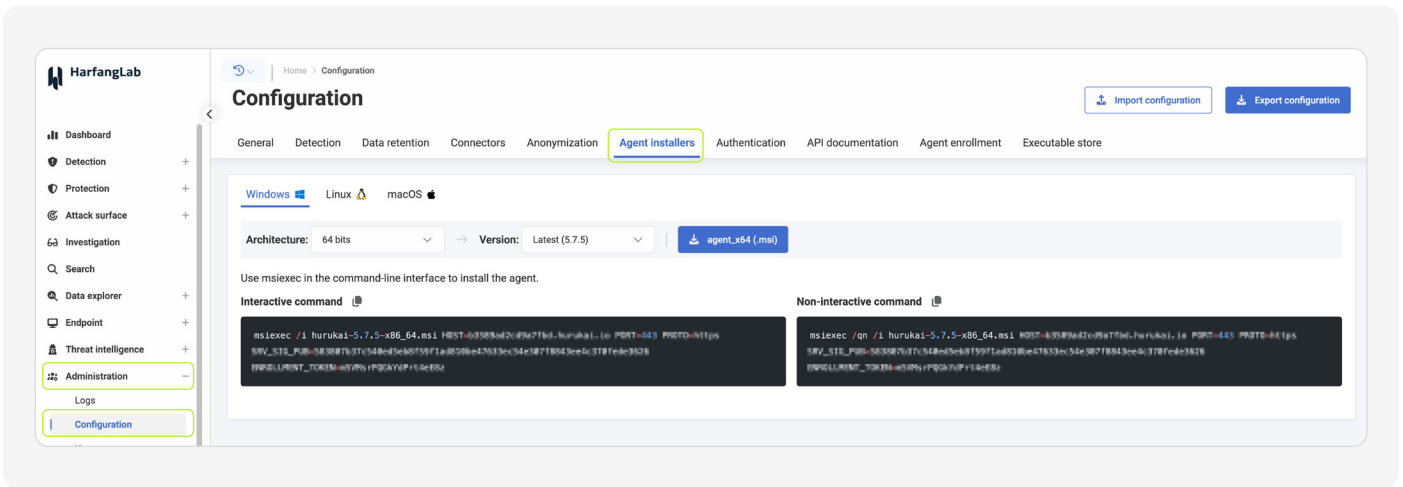 HarfangLab
Home > Configuration
Configuration
Import configuration
Export configuration
Dashboard
Detection
Protection
Attack surface
Investigation
Search
Data explorer
Endpoint
Threat intelligence
Administration
Logs
Configuration
General Detection Data retention Connectors Anonymization Agent installers Authentication API documentation Agent enrollment Executable store
Windows Linux macOS
Architecture: 64 bits Version: Latest (5.7.5) agent_x64 (.msi)
Use msiexec in the command-line interface to install the agent.
Interactive command
msiexec /i hurukai-5.7.5-x86_64.msi
Non-interactive command
msiexec /qn /i hurukai-5.7.5-x86_64.msi